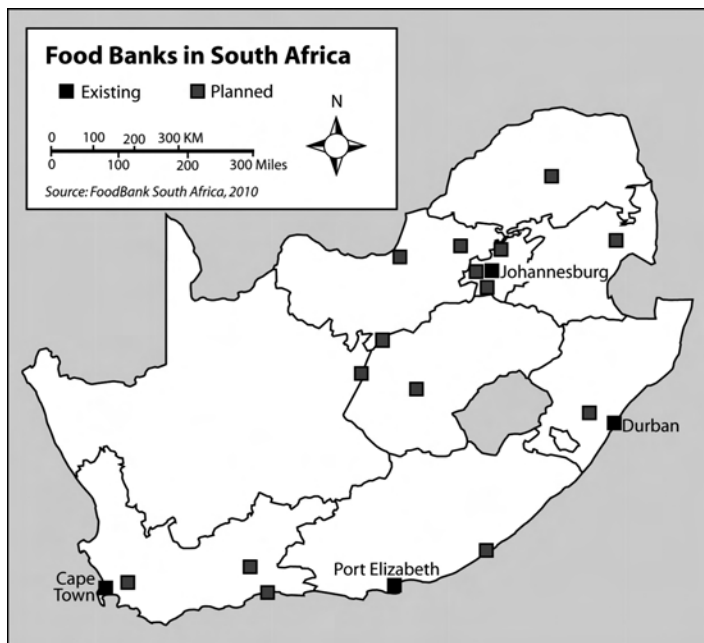 Food Banks in South Africa
Existing Planned
N
0 100 200 300 KM
0 100 200 300 Miles
Source: FoodBank South Africa, 2010
Johannesburg
Durban
Port Elizabeth
Cape
Town